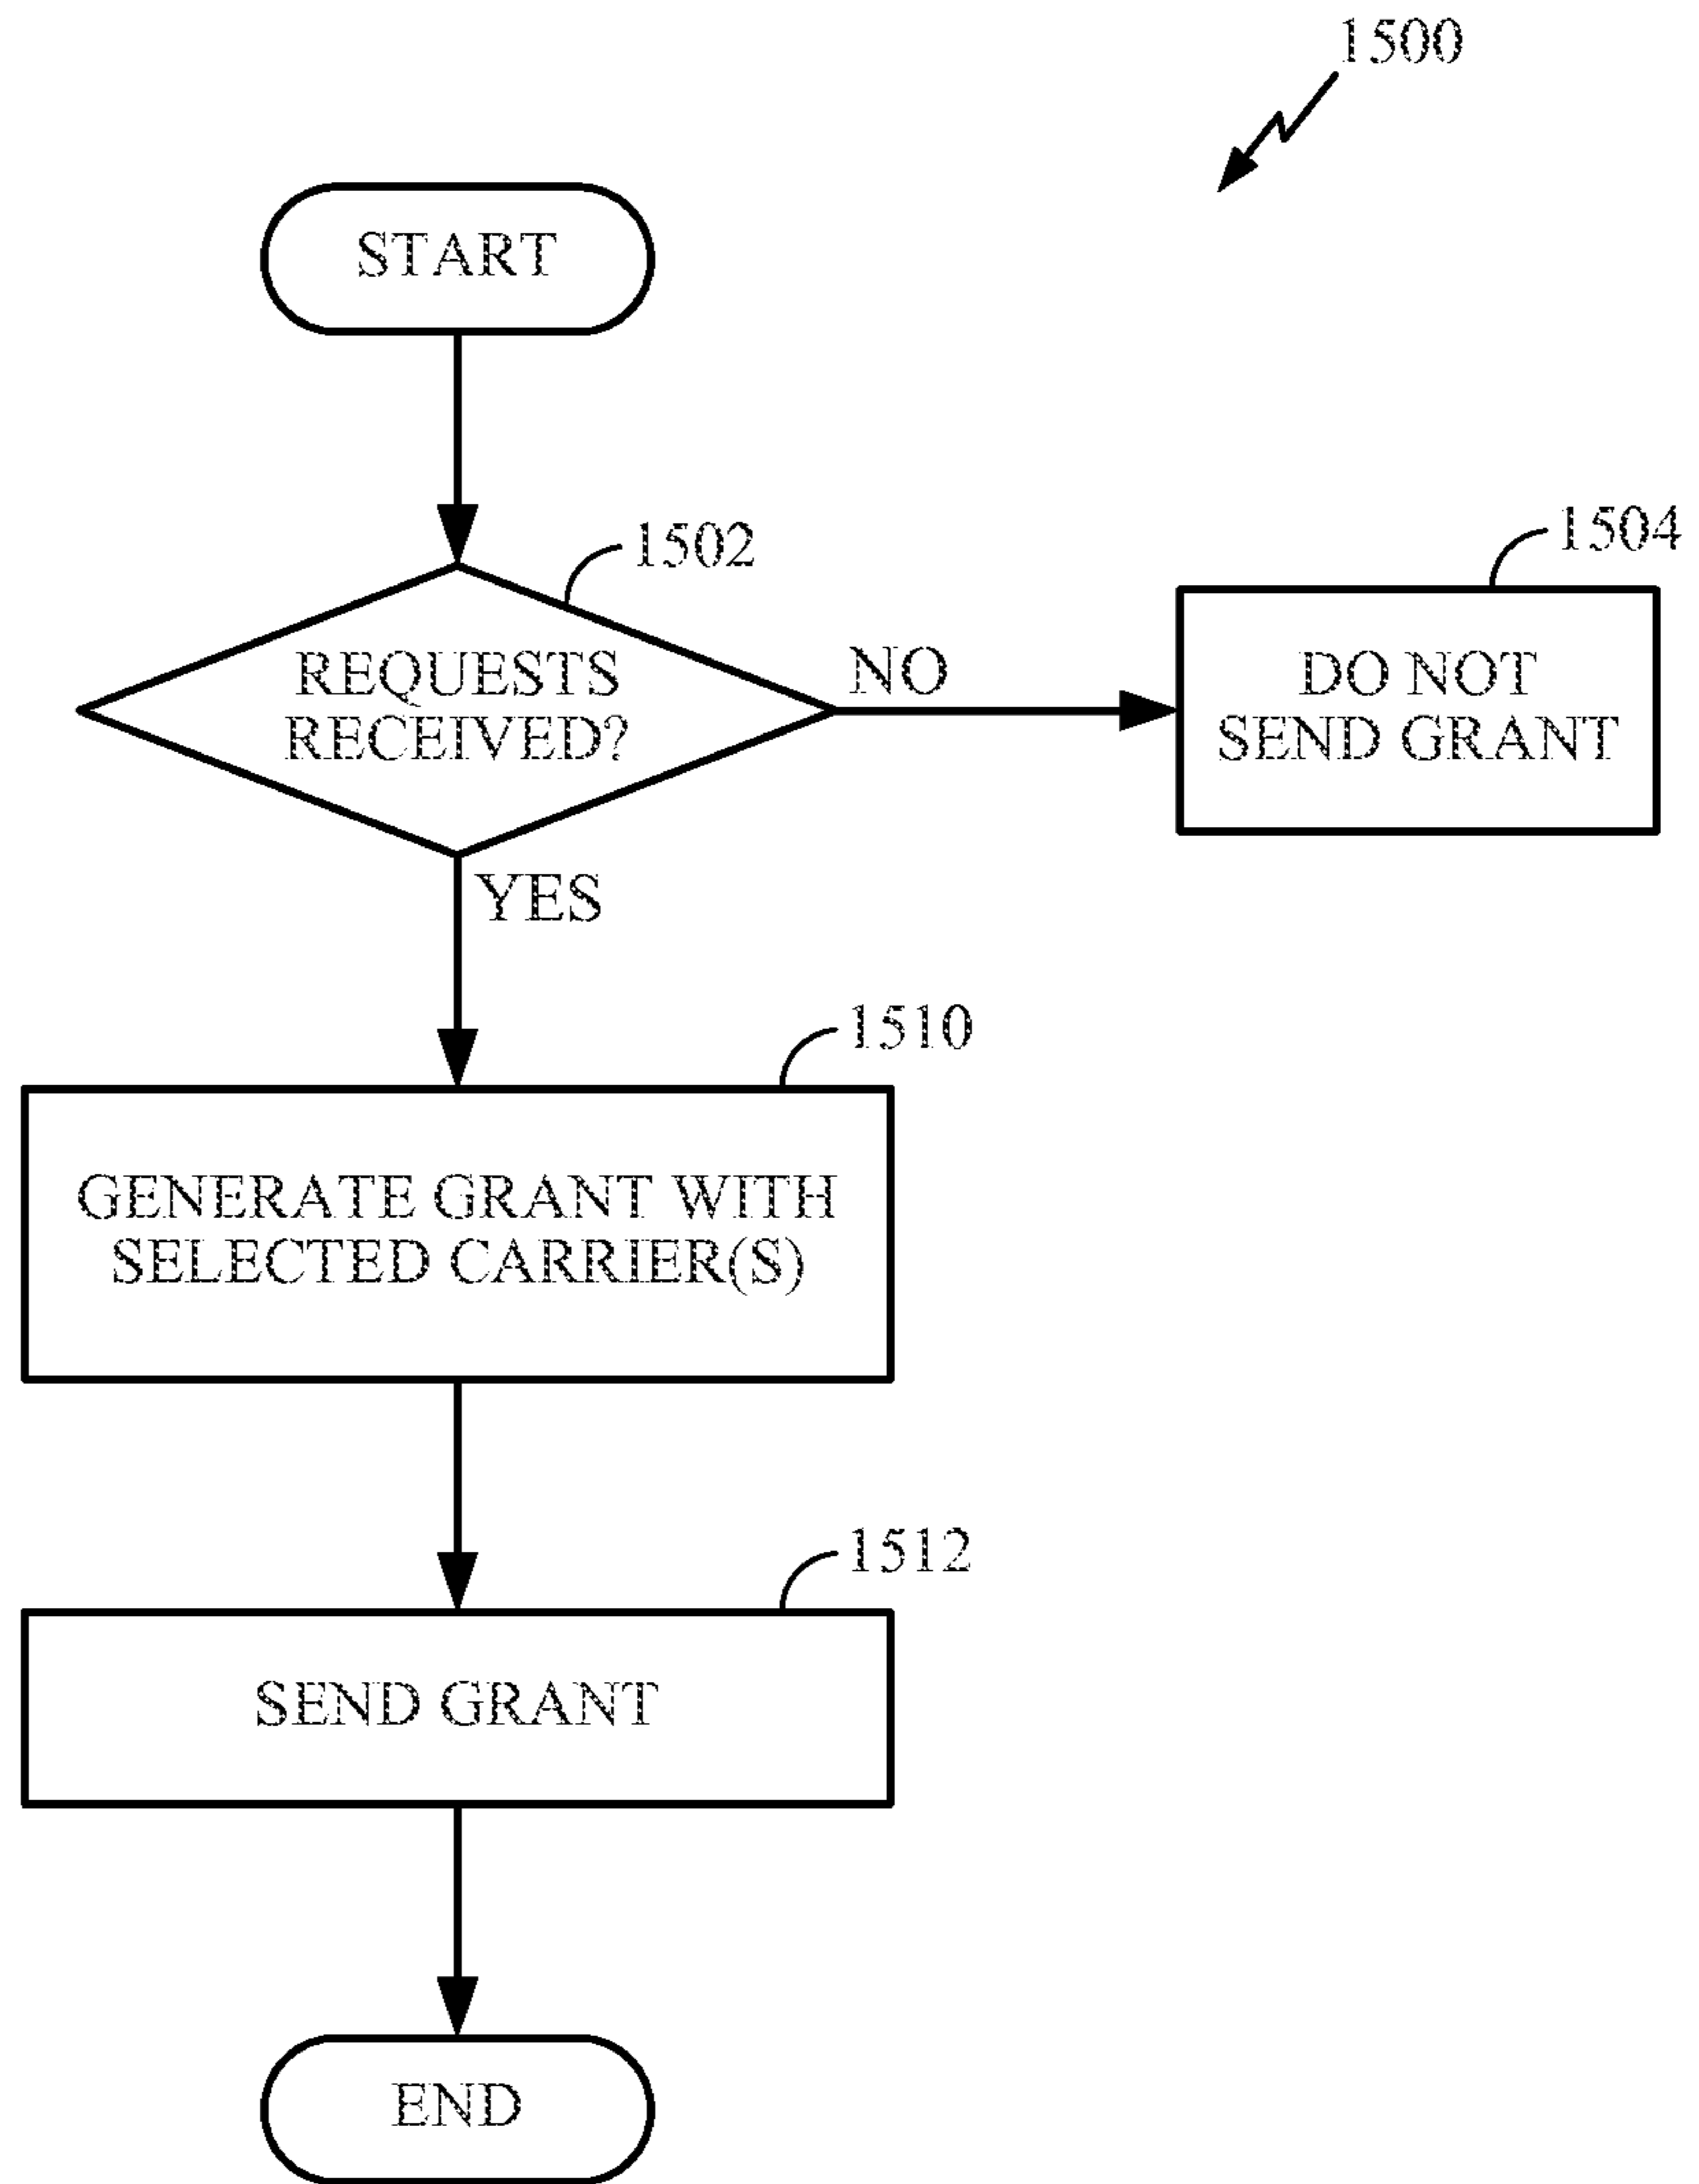 1500
START
1502
1504
REQUESTS
RECEIVED?
NO
DO NOT
SEND GRANT
YES
1510
GENERATE GRANT WITH
SELECTED CARRIER(S)
1512
SEND GRANT
END